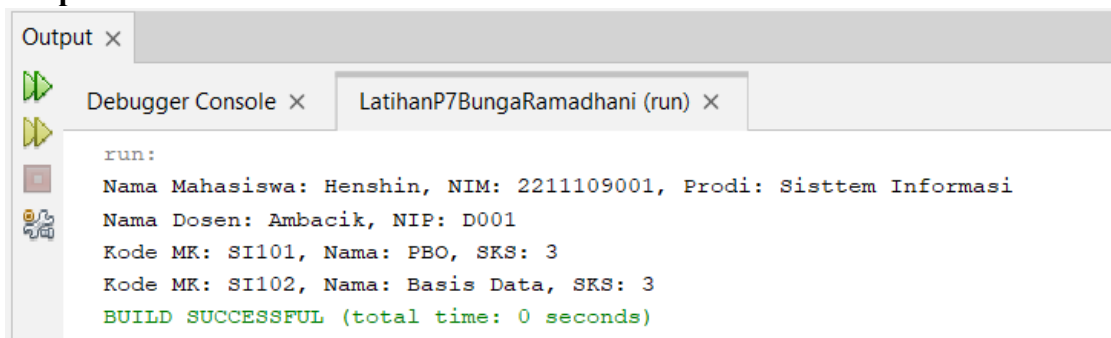 Output ×
Debugger Console × LatihanP7BungaRamadhani (run) ×
run:
Nama Mahasiswa: Henshin, NIM: 2211109001, Prodi: Sisttem Informasi
Nama Dosen: Ambacik, NIP: D001
Kode MK: SI101, Nama: PBO, SKS: 3
Kode MK: SI102, Nama: Basis Data, SKS: 3
BUILD SUCCESSFUL (total time: 0 seconds)